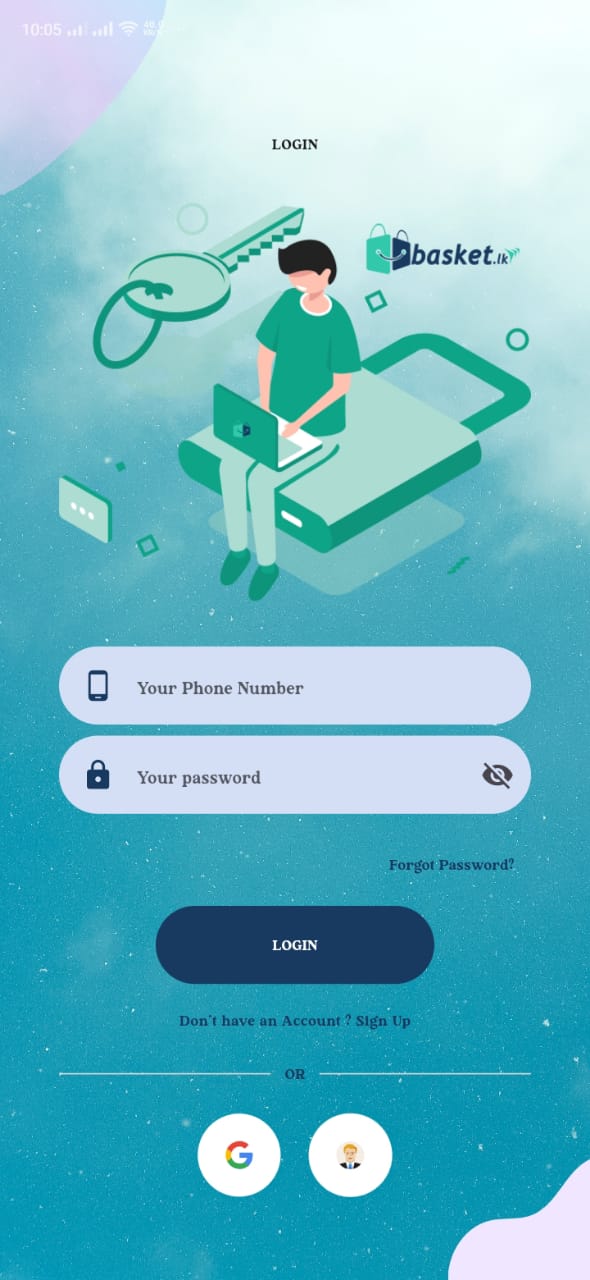 10:05
LOGIN
basket.lk
Your Phone Number
Your password
Forgot Password?
LOGIN
Don't have an Account ? Sign Up
OR